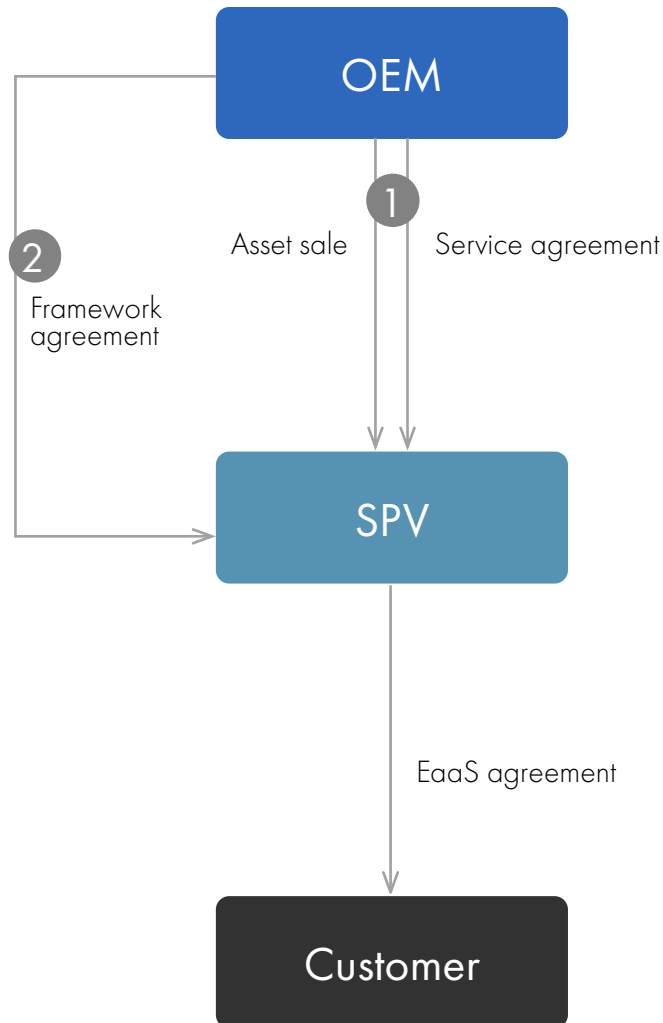 OEM
1
Asset sale
Service agreement
2
Framework
agreement
SPV
EaaS agreement
Customer